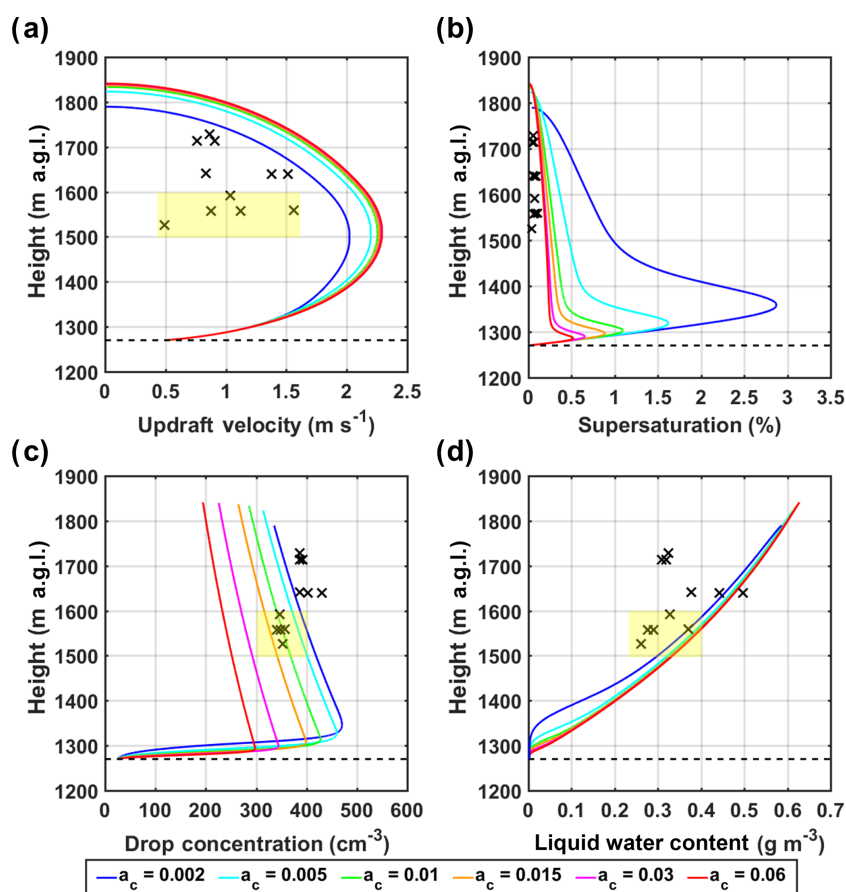 (a)
1900
1800
1700
1600
1500
1400
1300
1200
Height (m a.g.l.)
0 0.5 1 1.5 2 2.5
Updraft velocity (m s⁻¹)
(b)
1900
1800
1700
1600
1500
1400
1300
1200
Height (m a.g.l.)
0 0.5 1 1.5 2 2.5 3 3.5
Supersaturation (%)
(c)
1900
1800
1700
1600
1500
1400
1300
1200
Height (m a.g.l.)
0 100 200 300 400 500 600
Drop concentration (cm⁻³)
(d)
1900
1800
1700
1600
1500
1400
1300
1200
Height (m a.g.l.)
0 0.1 0.2 0.3 0.4 0.5 0.6 0.7
Liquid water content (g m⁻³)
a_c = 0.002 a_c = 0.005 a_c = 0.01 a_c = 0.015 a_c = 0.03 a_c = 0.06